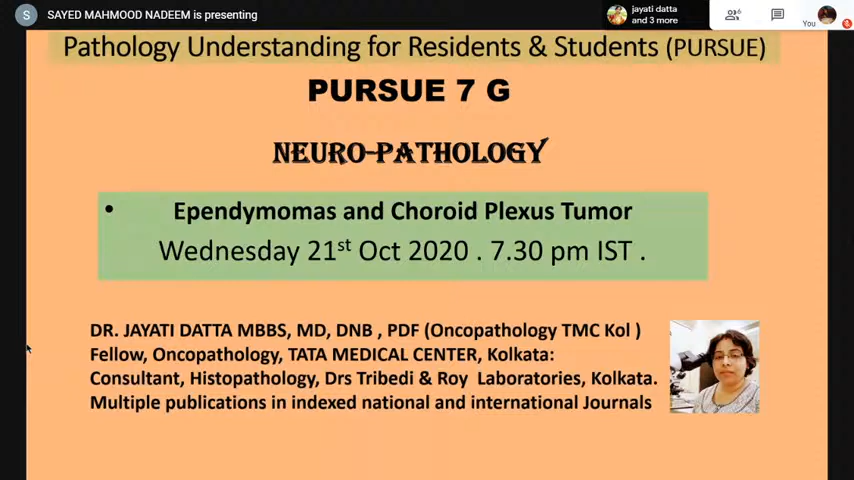 S SAYED MAHMOOD NADEEM is presenting
jayati datta
and 3 more
You
Pathology Understanding for Residents & Students (PURSUE)
PURSUE 7 G
NEURO-PATHOLOGY
• Ependymomas and Choroid Plexus Tumor
Wednesday 21st Oct 2020 . 7.30 pm IST .
DR. JAYATI DATTA MBBS, MD, DNB , PDF (Oncopathology TMC Kol )
Fellow, Oncopathology, TATA MEDICAL CENTER, Kolkata:
Consultant, Histopathology, Drs Tribedi & Roy Laboratories, Kolkata.
Multiple publications in indexed national and international Journals